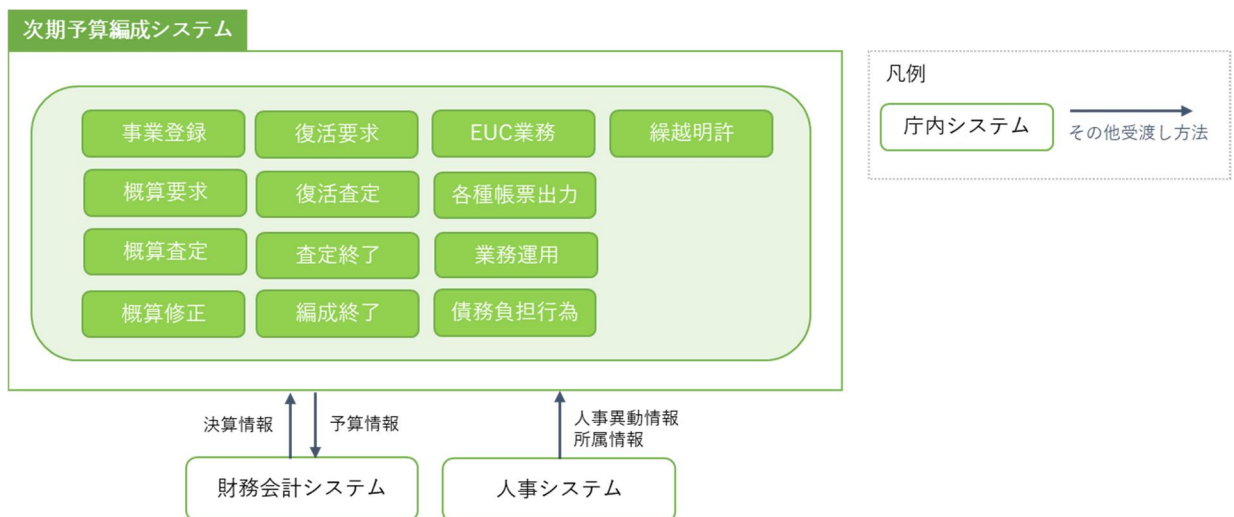 次期予算編成システム
事業登録
復活要求
EUC業務
繰越明許
概算要求
復活査定
各種帳票出力
概算査定
査定終了
業務運用
概算修正
編成終了
債務負担行為
凡例
庁内システム
その他受渡し方法
決算情報
予算情報
人事異動情報
所属情報
財務会計システム
人事システム